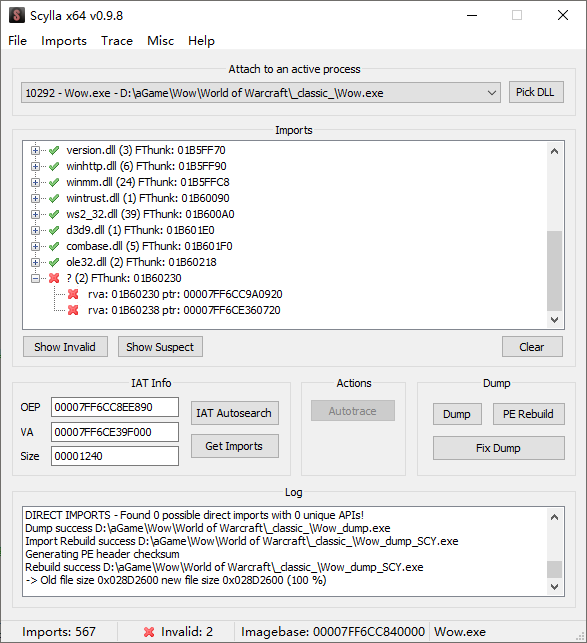 Scylla x64 v0.9.8
File Imports Trace Misc Help
Attach to an active process
10292 - Wow.exe - D:\aGame\Wow\World of Warcraft\_classic_\Wow.exe
Pick DLL
Imports
version.dll (3) FThunk: 01B5FF70
winhttp.dll (6) FThunk: 01B5FF90
winmm.dll (24) FThunk: 01B5FFC8
wintrust.dll (1) FThunk: 01B60090
ws2_32.dll (39) FThunk: 01B600A0
d3d9.dll (1) FThunk: 01B601E0
combase.dll (5) FThunk: 01B601F0
ole32.dll (2) FThunk: 01B60218
? (2) FThunk: 01B60230
rva: 01B60230 ptr: 00007FF6CC9A0920
rva: 01B60238 ptr: 00007FF6CE360720
Show Invalid Show Suspect Clear
IAT Info
OEP 00007FF6CC8EE890
VA 00007FF6CE39F000
Size 00001240
IAT Autosearch
Get Imports
Actions
Autotrace
Dump
Dump PE Rebuild
Fix Dump
Log
DIRECT IMPORTS - Found 0 possible direct imports with 0 unique APIs!
Dump success D:\aGame\Wow\World of Warcraft\_classic_\Wow_dump.exe
Import Rebuild success D:\aGame\Wow\World of Warcraft\_classic_\Wow_dump_SCY.exe
Generating PE header checksum
Rebuild success D:\aGame\Wow\World of Warcraft\_classic_\Wow_dump_SCY.exe
-> Old file size 0x028D2600 new file size 0x028D2600 (100 %)
Imports: 567 Invalid: 2 Imagebase: 00007FF6CC840000 Wow.exe